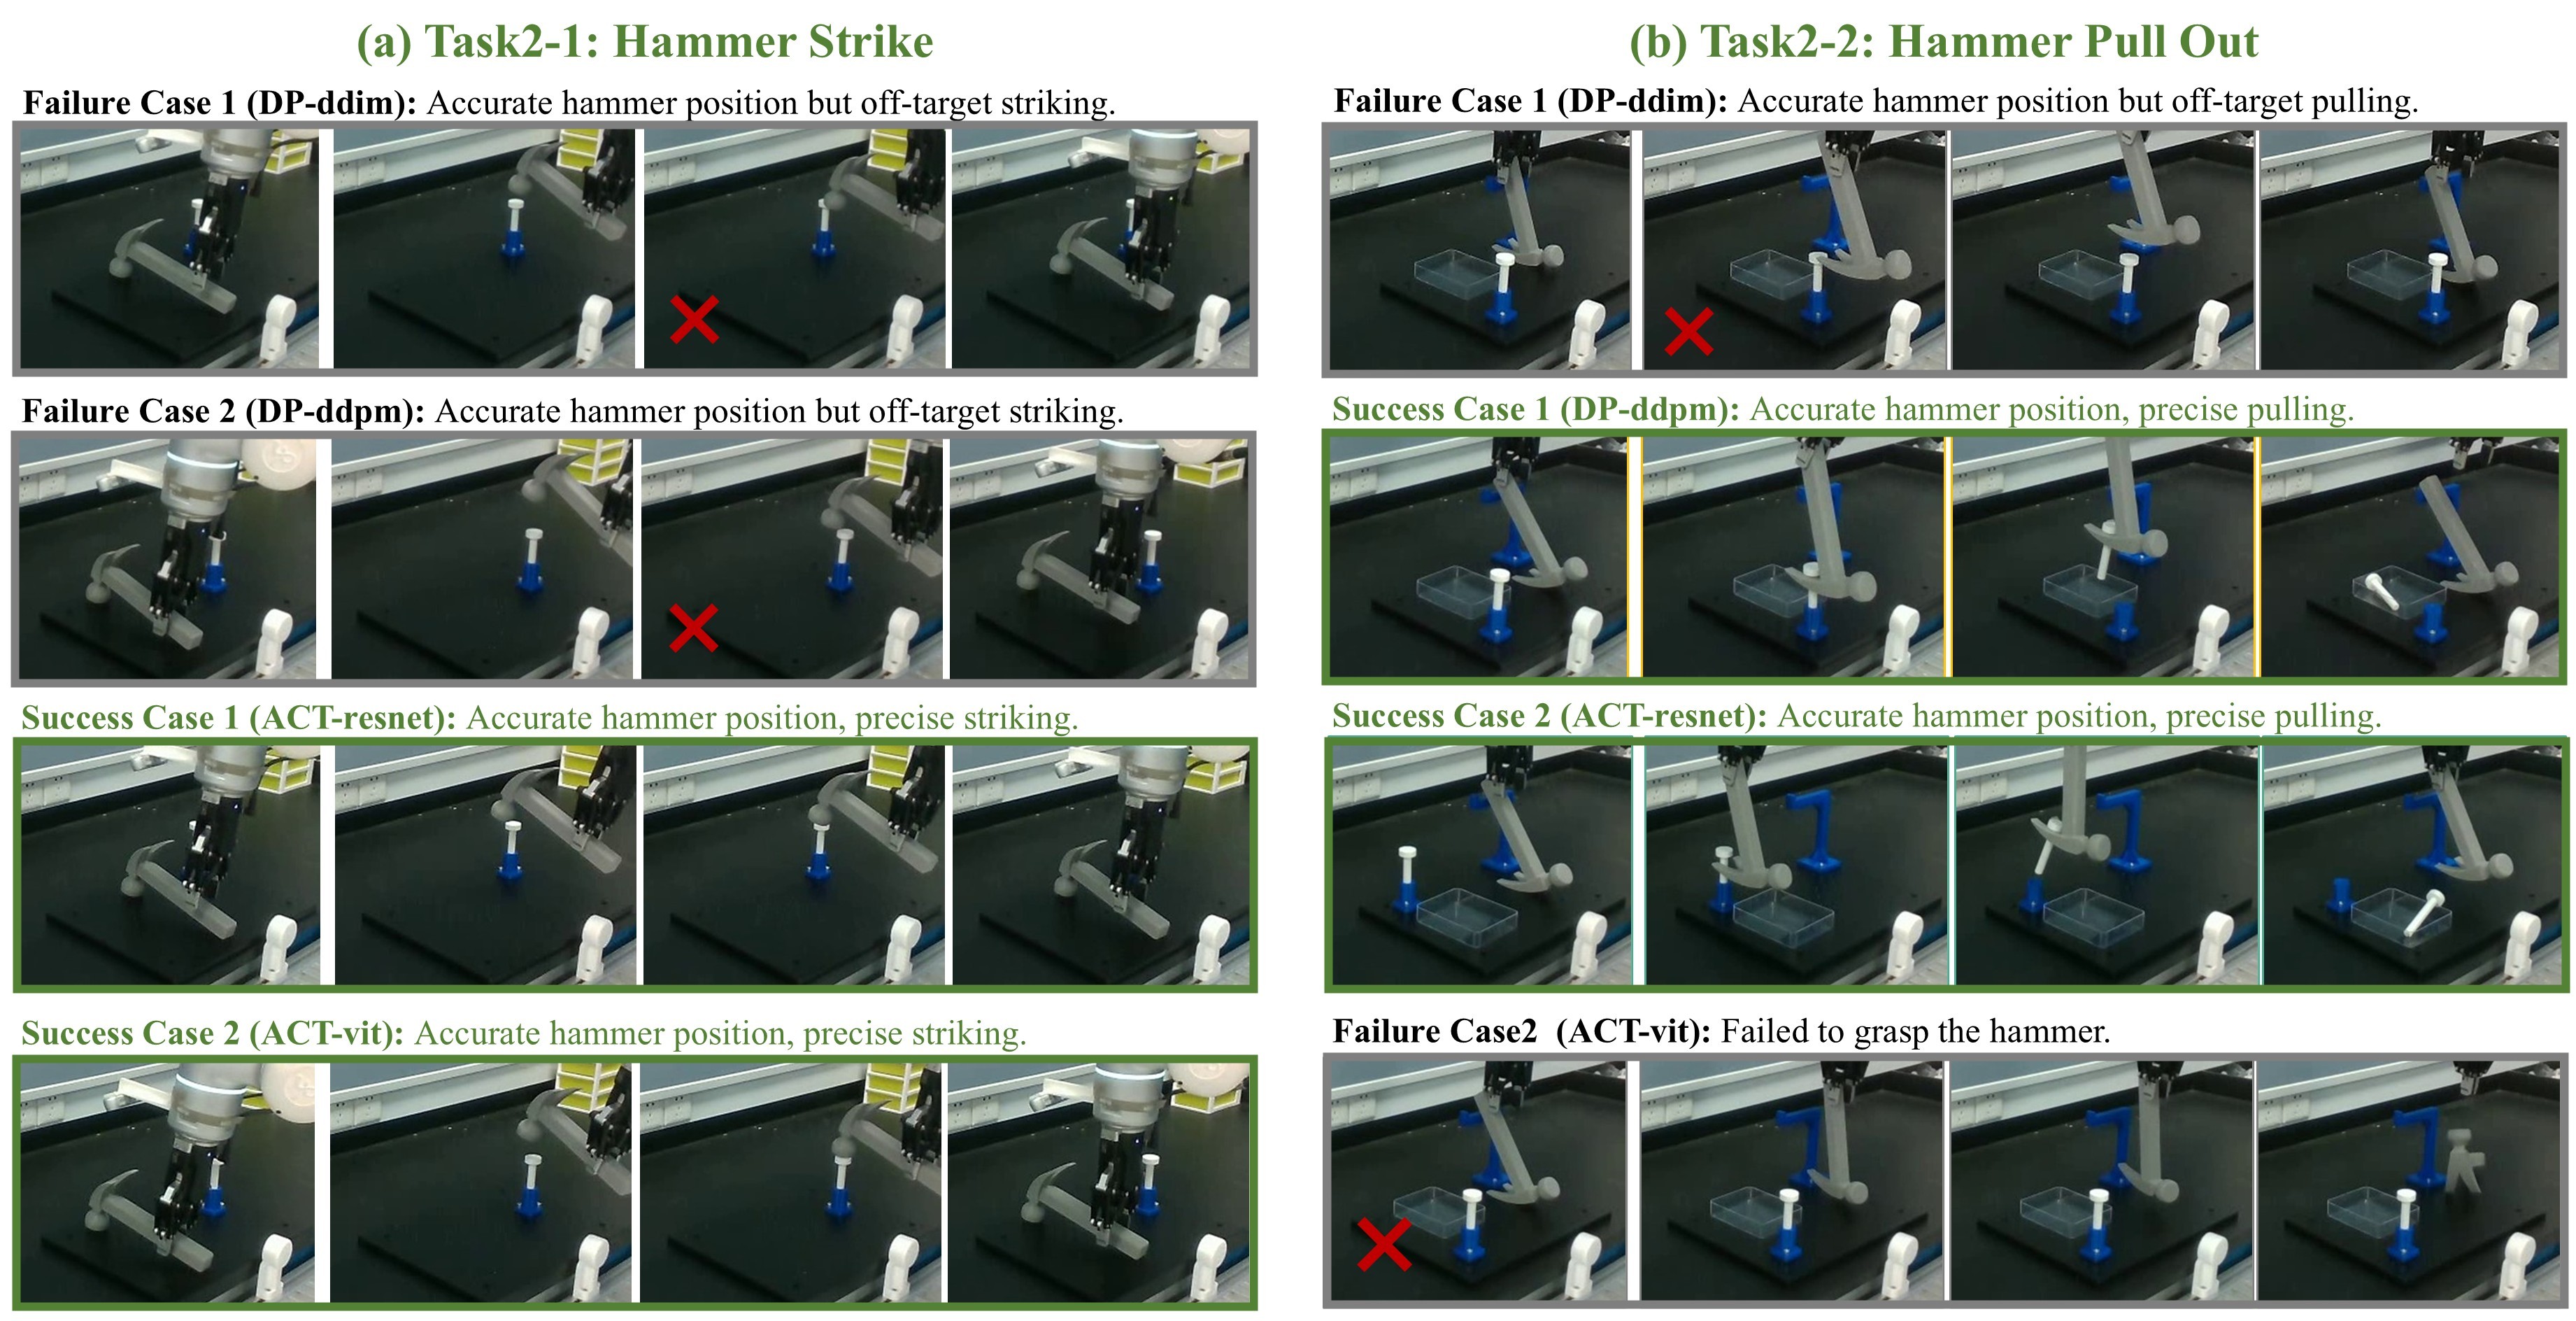 (a) Task2-1: Hammer Strike
Failure Case 1 (DP-ddim): Accurate hammer position but off-target striking.
Failure Case 2 (DP-ddpm): Accurate hammer position but off-target striking.
Success Case 1 (ACT-resnet): Accurate hammer position, precise striking.
Success Case 2 (ACT-vit): Accurate hammer position, precise striking.
(b) Task2-2: Hammer Pull Out
Failure Case 1 (DP-ddim): Accurate hammer position but off-target pulling.
Success Case 1 (DP-ddpm): Accurate hammer position, precise pulling.
Success Case 2 (ACT-resnet): Accurate hammer position, precise pulling.
Failure Case2 (ACT-vit): Failed to grasp the hammer.